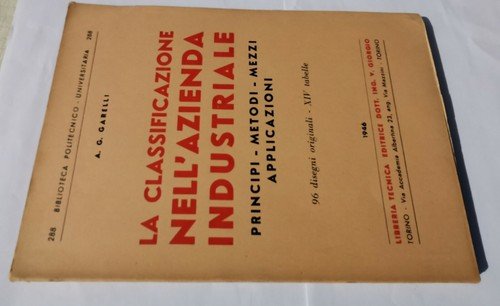 288 BIBLIOTECA POLITECNICO - UNIVERSITARIA 288
A. G. GARELLI
LA CLASSIFICAZIONE
NELL'AZIENDA
INDUSTRIALE
PRINCIPI - METODI - MEZZI
APPLICAZIONI
96 disegni originali - XIV tabelle
1946
LIBRERIA TECNICA EDITRICE DOTT. ING. V. GIORGIO
TORINO - Via Accademia Albertina 23, ang. Via Mazzini - TORINO